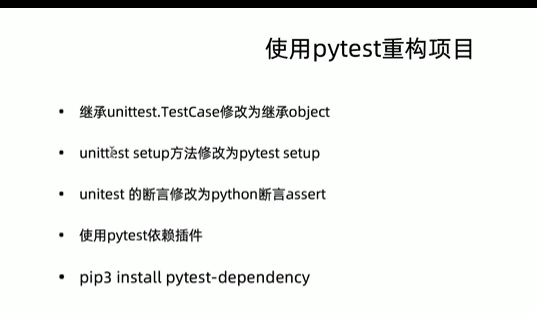 使用pytest重构项目
• 继承unittest.TestCase修改为继承object
• unittest setup方法修改为pytest setup
• unitest 的断言修改为python断言assert
• 使用pytest依赖插件
• pip3 install pytest-dependency